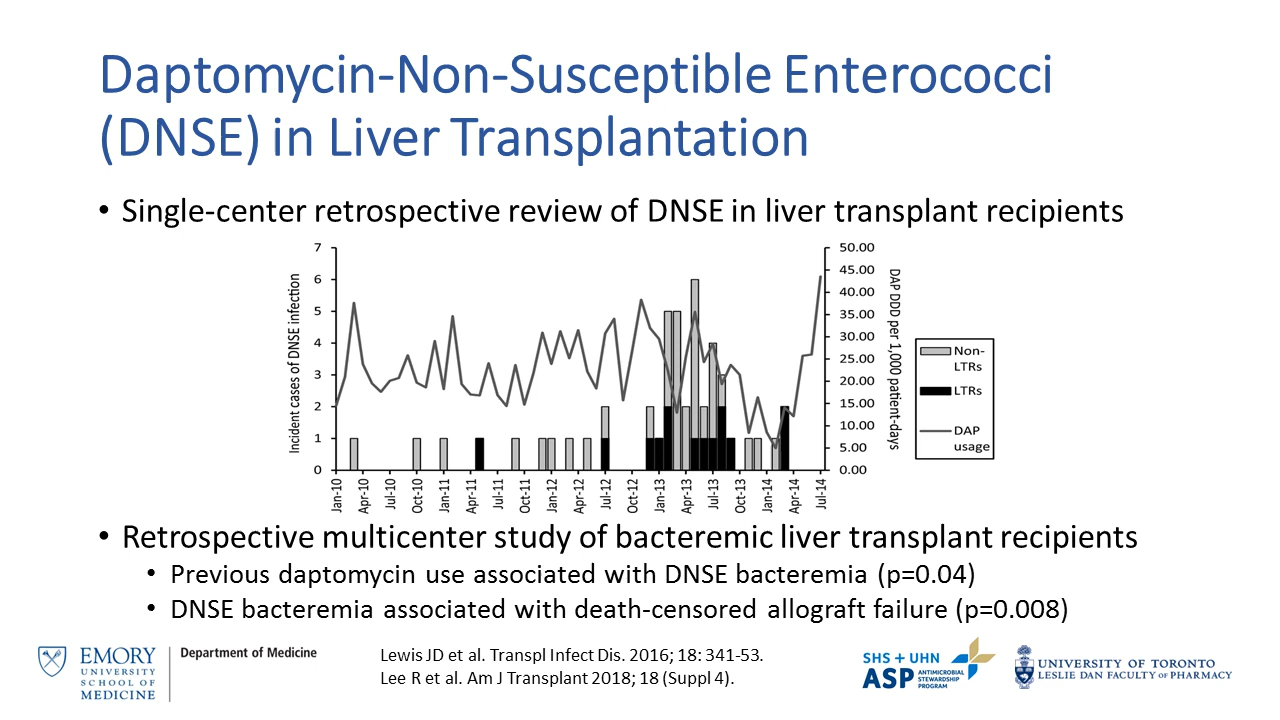 Daptomycin-Non-Susceptible Enterococci
(DNSE) in Liver Transplantation
• Single-center retrospective review of DNSE in liver transplant recipients
Incident cases of DNSE infection
7
6
5
4
3
2
1
0
50.00
45.00
40.00
35.00
30.00
25.00
20.00
15.00
10.00
5.00
0.00
DAP DDD per 1,000 patient-days
Jan-10
Apr-10
Jul-10
Oct-10
Jan-11
Apr-11
Jul-11
Oct-11
Jan-12
Apr-12
Jul-12
Oct-12
Jan-13
Apr-13
Jul-13
Oct-13
Jan-14
Apr-14
Jul-14
Non-
LTRs
LTRs
DAP
usage
• Retrospective multicenter study of bacteremic liver transplant recipients
• Previous daptomycin use associated with DNSE bacteremia (p=0.04)
• DNSE bacteremia associated with death-censored allograft failure (p=0.008)
EMORY
UNIVERSITY
SCHOOL OF
MEDICINE
Department of Medicine
Lewis JD et al. Transpl Infect Dis. 2016; 18: 341-53.
Lee R et al. Am J Transplant 2018; 18 (Suppl 4).
SHS + UHN
ASP
ANTIMICROBIAL
STEWARDSHIP
PROGRAM
UNIVERSITY OF TORONTO
LESLIE DAN FACULTY of PHARMACY